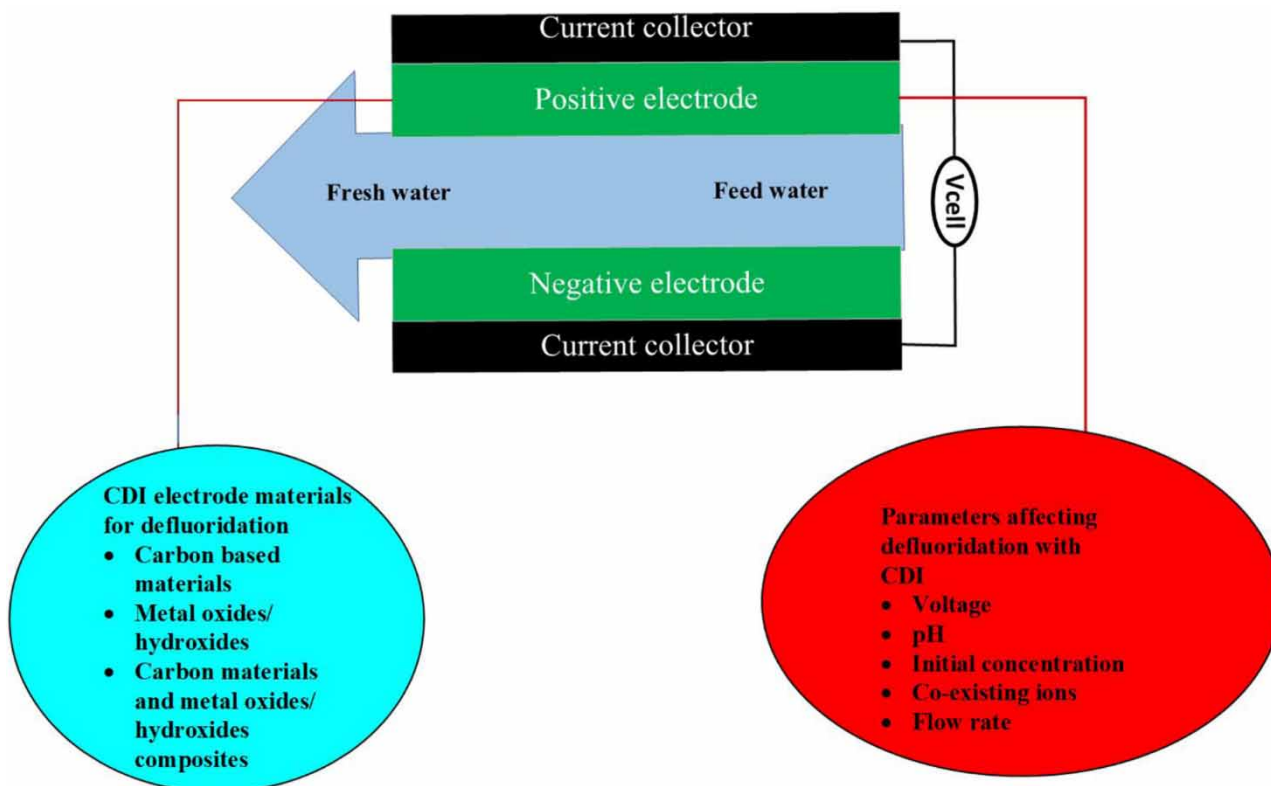 Current collector
Positive electrode
Fresh water
Feed water
Vcell
Negative electrode
Current collector
CDI electrode materials
for defluoridation
• Carbon based
materials
• Metal oxides/
hydroxides
• Carbon materials
and metal oxides/
hydroxides
composites
Parameters affecting
defluoridation with
CDI
• Voltage
• pH
• Initial concentration
• Co-existing ions
• Flow rate